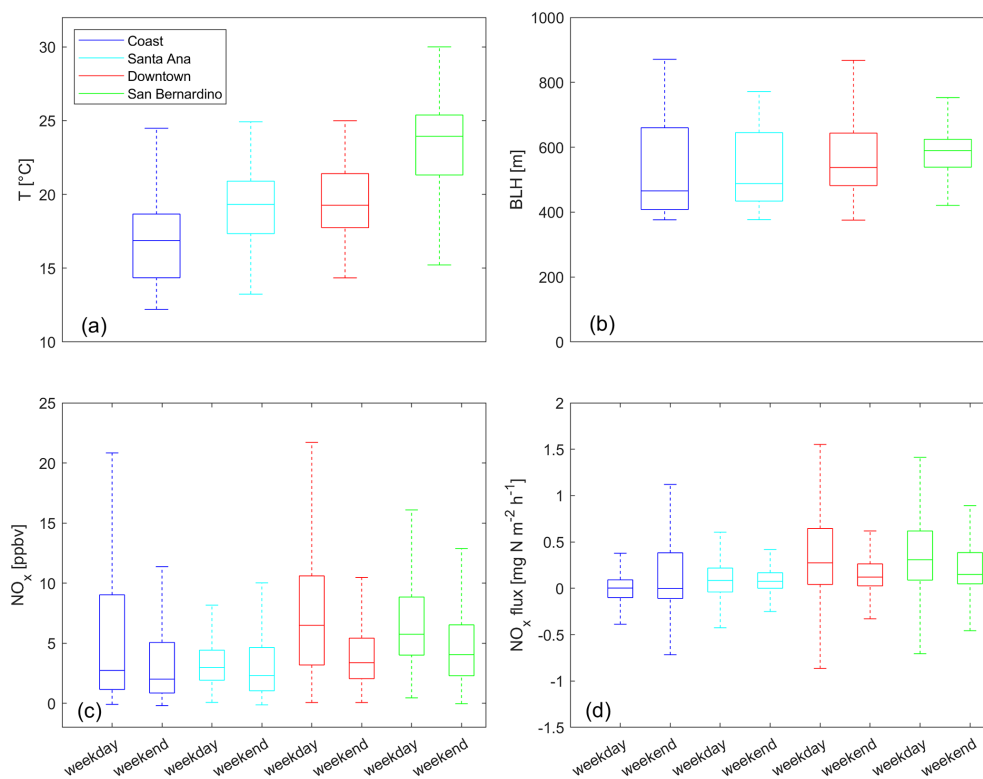 30
25
20
15
10
T [°C]
Coast
Santa Ana
Downtown
San Bernardino
(a)
1000
800
600
400
200
0
BLH [m]
(b)
25
20
15
10
5
0
NOx [ppbv]
(c)
weekday
weekend
weekday
weekend
weekday
weekend
weekday
weekend
2
1.5
1
0.5
0
-0.5
-1
-1.5
NOx flux [mg N m-2 h-1]
(d)
weekday
weekend
weekday
weekend
weekday
weekend
weekday
weekend